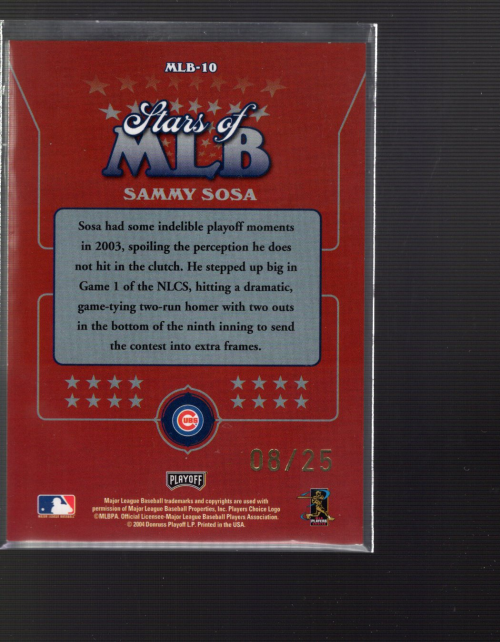 MLB-10
Stars of
MLB
SAMMY SOSA
Sosa had some indelible playoff moments
in 2003, spoiling the perception he does
not hit in the clutch. He stepped up big in
Game 1 of the NLCS, hitting a dramatic,
game-tying two-run homer with two outs
in the bottom of the ninth inning to send
the contest into extra frames.
CUBS
08/25
PLAYOFF
Major League Baseball trademarks and copyrights are used with
permission of Major League Baseball Properties, Inc. Players Choice Logo
©MLBPA. Official Licensee-Major League Baseball Players Association.
© 2004 Donruss Playoff L.P. Printed in the USA.